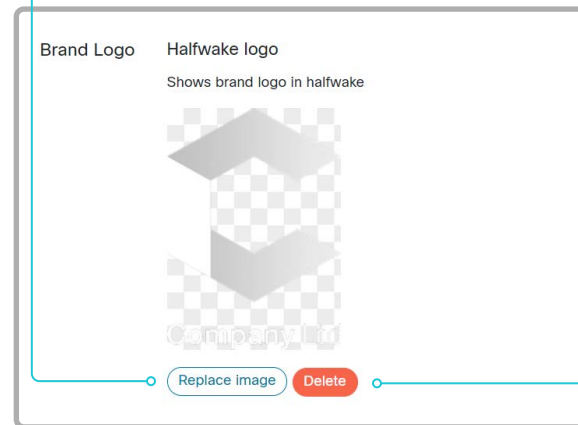 Brand Logo
Halfwake logo
Shows brand logo in halfwake
Company Ltd
Replace image
Delete